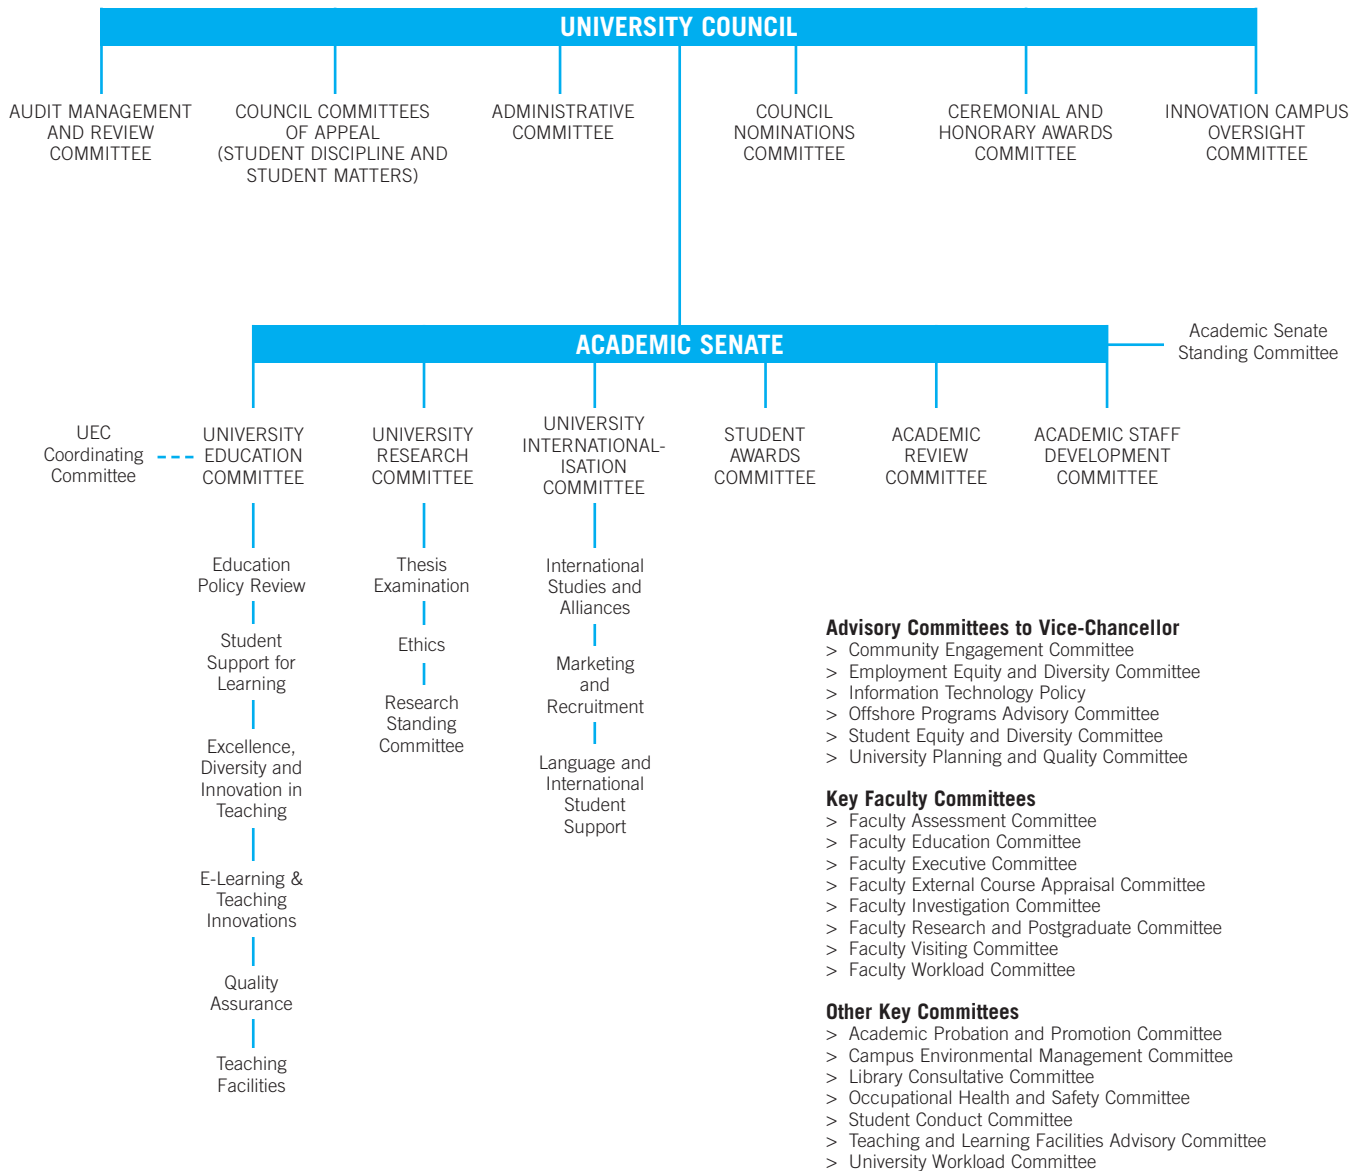 UNIVERSITY COUNCIL
AUDIT MANAGEMENT
AND REVIEW
COMMITTEE
COUNCIL COMMITTEES
OF APPEAL
(STUDENT DISCIPLINE AND
STUDENT MATTERS)
ADMINISTRATIVE
COMMITTEE
COUNCIL
NOMINATIONS
COMMITTEE
CEREMONIAL AND
HONORARY AWARDS
COMMITTEE
INNOVATION CAMPUS
OVERSIGHT
COMMITTEE
ACADEMIC SENATE
Academic Senate
Standing Committee
UEC
Coordinating
Committee
UNIVERSITY
EDUCATION
COMMITTEE
UNIVERSITY
RESEARCH
COMMITTEE
UNIVERSITY
INTERNATIONAL-
ISATION
COMMITTEE
STUDENT
AWARDS
COMMITTEE
ACADEMIC
REVIEW
COMMITTEE
ACADEMIC STAFF
DEVELOPMENT
COMMITTEE
Education
Policy Review
Student
Support for
Learning
Excellence,
Diversity and
Innovation in
Teaching
E-Learning &
Teaching
Innovations
Quality
Assurance
Teaching
Facilities
Thesis
Examination
Ethics
Research
Standing
Committee
International
Studies and
Alliances
Marketing
and
Recruitment
Language and
International
Student
Support
Advisory Committees to Vice-Chancellor
> Community Engagement Committee
> Employment Equity and Diversity Committee
> Information Technology Policy
> Offshore Programs Advisory Committee
> Student Equity and Diversity Committee
> University Planning and Quality Committee
Key Faculty Committees
> Faculty Assessment Committee
> Faculty Education Committee
> Faculty Executive Committee
> Faculty External Course Appraisal Committee
> Faculty Investigation Committee
> Faculty Research and Postgraduate Committee
> Faculty Visiting Committee
> Faculty Workload Committee
Other Key Committees
> Academic Probation and Promotion Committee
> Campus Environmental Management Committee
> Library Consultative Committee
> Occupational Health and Safety Committee
> Student Conduct Committee
> Teaching and Learning Facilities Advisory Committee
> University Workload Committee